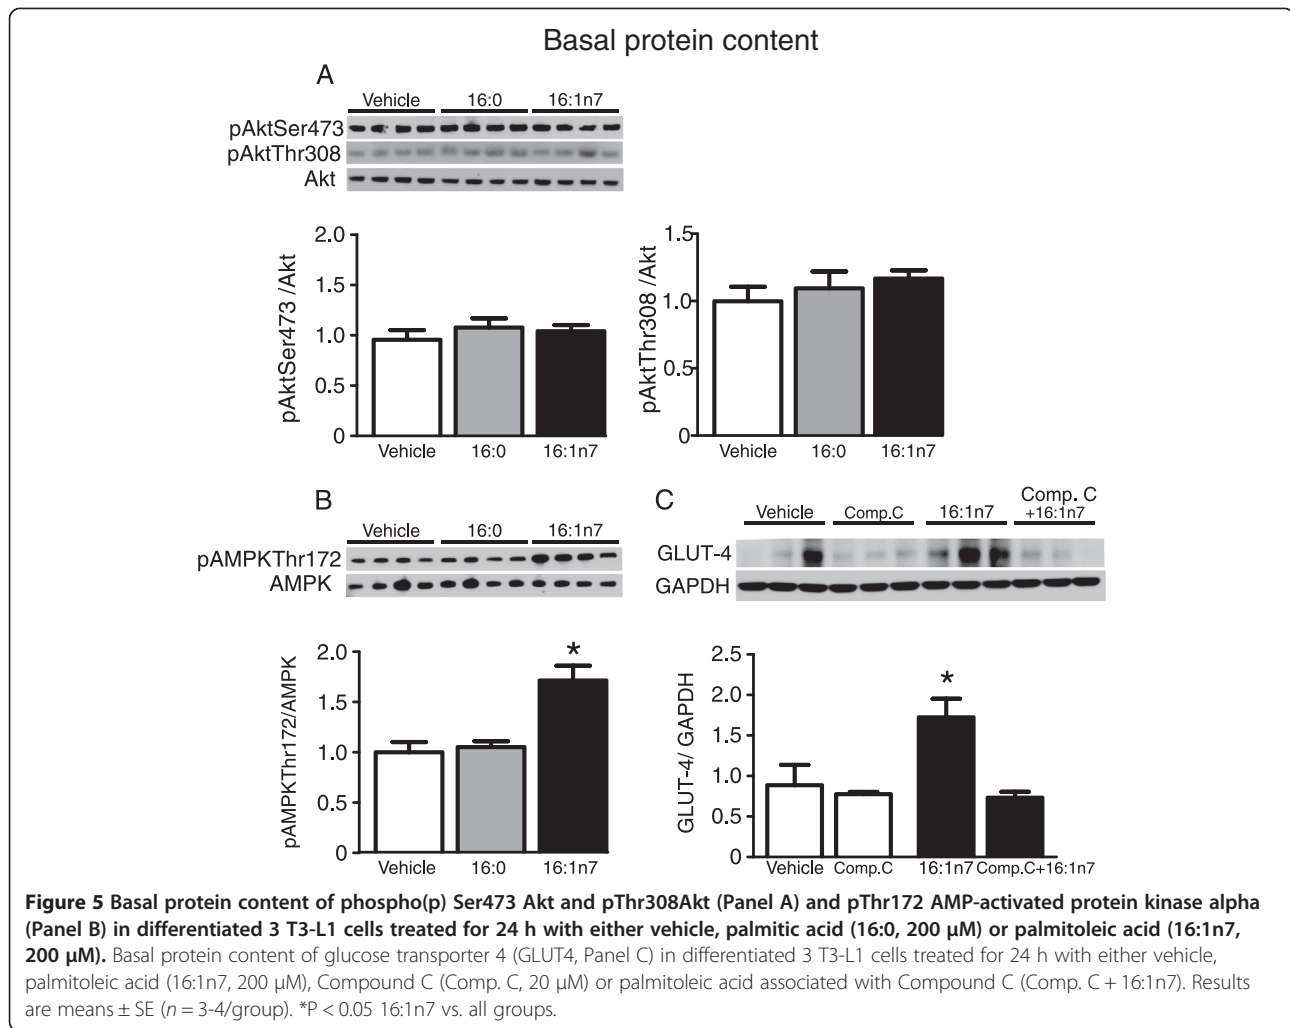 Basal protein content
A
Vehicle 16:0 16:1n7
pAktSer473
pAktThr308
Akt
pAktSer473 /Akt
2.0
1.5
1.0
0.5
0
Vehicle 16:0 16:1n7
pAktThr308 /Akt
1.5
1.0
0.5
0
Vehicle 16:0 16:1n7
B
Vehicle 16:0 16:1n7
pAMPKThr172
AMPK
pAMPKThr172/AMPK
2.0
1.5
1.0
0.5
0
*
Vehicle 16:0 16:1n7
C
Vehicle Comp.C 16:1n7 Comp. C
+16:1n7
GLUT-4
GAPDH
GLUT-4/ GAPDH
2.5
2.0
1.5
1.0
0.5
0
*
Vehicle Comp.C 16:1n7 Comp.C+16:1n7
Figure 5 Basal protein content of phospho(p) Ser473 Akt and pThr308Akt (Panel A) and pThr172 AMP-activated protein kinase alpha
(Panel B) in differentiated 3 T3-L1 cells treated for 24 h with either vehicle, palmitic acid (16:0, 200 μM) or palmitoleic acid (16:1n7,
200 μM). Basal protein content of glucose transporter 4 (GLUT4, Panel C) in differentiated 3 T3-L1 cells treated for 24 h with either vehicle,
palmitoleic acid (16:1n7, 200 μM), Compound C (Comp. C, 20 μM) or palmitoleic acid associated with Compound C (Comp. C + 16:1n7). Results
are means ± SE (n = 3-4/group). *P < 0.05 16:1n7 vs. all groups.